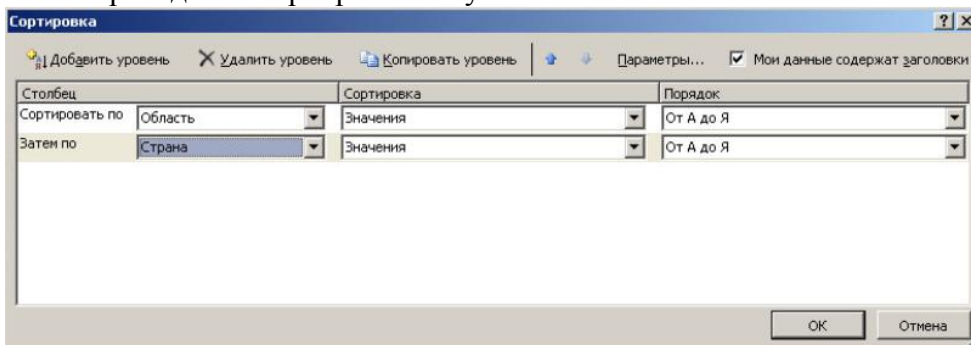 Сортировка
Добавить уровень Удалить уровень Копировать уровень Параметры... Мои данные содержат заголовки
Столбец Сортировка Порядок
Сортировать по Область Значения От А до Я
Затем по Страна Значения От А до Я
ОК Отмена